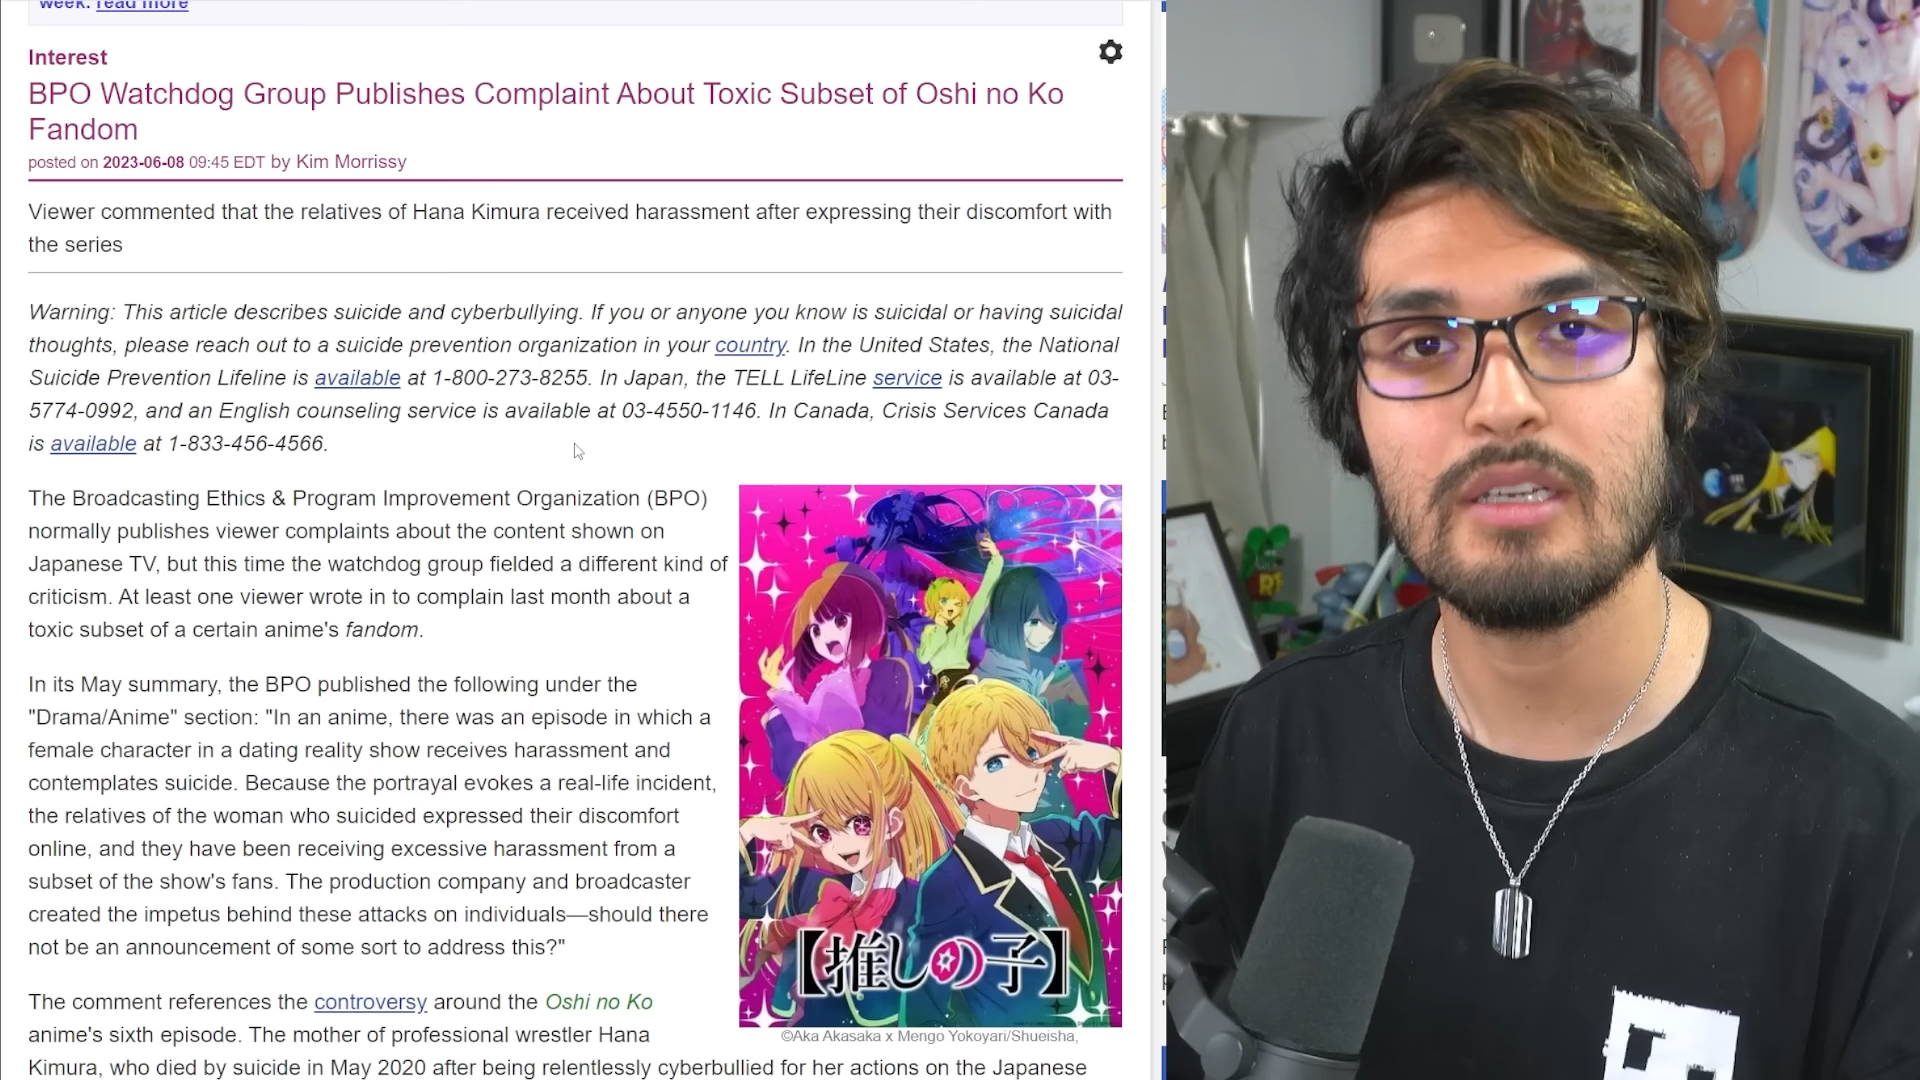 week. read more
Interest
BPO Watchdog Group Publishes Complaint About Toxic Subset of Oshi no Ko
Fandom
posted on 2023-06-08 09:45 EDT by Kim Morrissy
Viewer commented that the relatives of Hana Kimura received harassment after expressing their discomfort with
the series
Warning: This article describes suicide and cyberbullying. If you or anyone you know is suicidal or having suicidal
thoughts, please reach out to a suicide prevention organization in your country. In the United States, the National
Suicide Prevention Lifeline is available at 1-800-273-8255. In Japan, the TELL LifeLine service is available at 03-
5774-0992, and an English counseling service is available at 03-4550-1146. In Canada, Crisis Services Canada
is available at 1-833-456-4566.
The Broadcasting Ethics & Program Improvement Organization (BPO)
normally publishes viewer complaints about the content shown on
Japanese TV, but this time the watchdog group fielded a different kind of
criticism. At least one viewer wrote in to complain last month about a
toxic subset of a certain anime's fandom.
In its May summary, the BPO published the following under the
"Drama/Anime" section: "In an anime, there was an episode in which a
female character in a dating reality show receives harassment and
contemplates suicide. Because the portrayal evokes a real-life incident,
the relatives of the woman who suicided expressed their discomfort
online, and they have been receiving excessive harassment from a
subset of the show's fans. The production company and broadcaster
created the impetus behind these attacks on individuals—should there
not be an announcement of some sort to address this?"
【推しの子】
©Aka Akasaka x Mengo Yokoyari/Shueisha,
The comment references the controversy around the Oshi no Ko
anime's sixth episode. The mother of professional wrestler Hana
Kimura, who died by suicide in May 2020 after being relentlessly cyberbullied for her actions on the Japanese